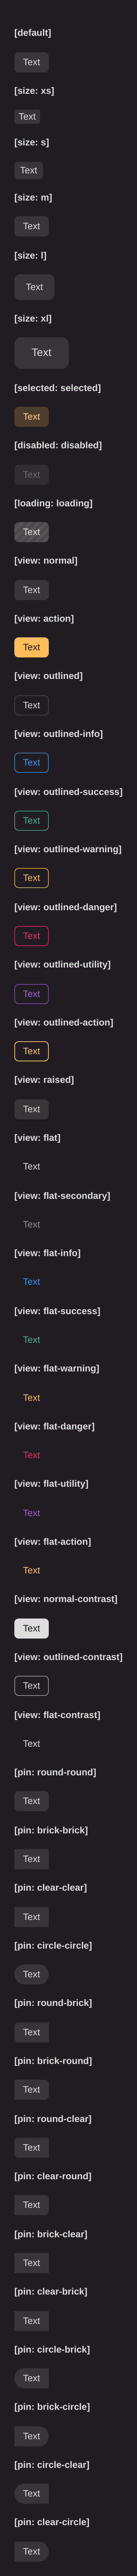 [default]
Text
[size: xs]
Text
[size: s]
Text
[size: m]
Text
[size: l]
Text
[size: xl]
Text
[selected: selected]
Text
[disabled: disabled]
Text
[loading: loading]
Text
[view: normal]
Text
[view: action]
Text
[view: outlined]
Text
[view: outlined-info]
Text
[view: outlined-success]
Text
[view: outlined-warning]
Text
[view: outlined-danger]
Text
[view: outlined-utility]
Text
[view: outlined-action]
Text
[view: raised]
Text
[view: flat]
Text
[view: flat-secondary]
Text
[view: flat-info]
Text
[view: flat-success]
Text
[view: flat-warning]
Text
[view: flat-danger]
Text
[view: flat-utility]
Text
[view: flat-action]
Text
[view: normal-contrast]
Text
[view: outlined-contrast]
Text
[view: flat-contrast]
Text
[pin: round-round]
Text
[pin: brick-brick]
Text
[pin: clear-clear]
Text
[pin: circle-circle]
Text
[pin: round-brick]
Text
[pin: brick-round]
Text
[pin: round-clear]
Text
[pin: clear-round]
Text
[pin: brick-clear]
Text
[pin: clear-brick]
Text
[pin: circle-brick]
Text
[pin: brick-circle]
Text
[pin: circle-clear]
Text
[pin: clear-circle]
Text